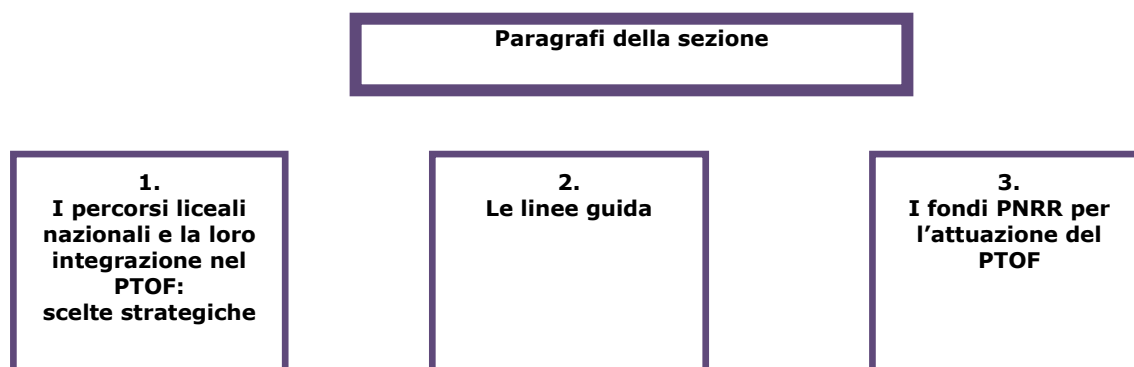 Paragrafi della sezione
1.
I percorsi liceali
nazionali e la loro
integrazione nel
PTOF:
scelte strategiche
2.
Le linee guida
3.
I fondi PNRR per
l’attuazione del
PTOF